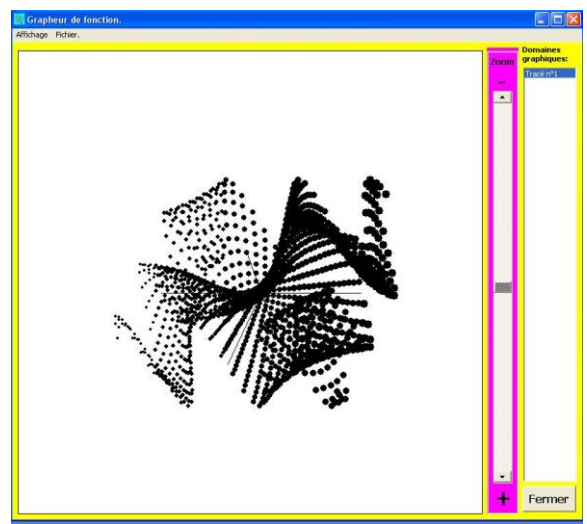 Grapheur de fonction.
Affichage Fichier.
Zoom
-
+
Domaines
graphiques:
Tracé n°1
Fermer